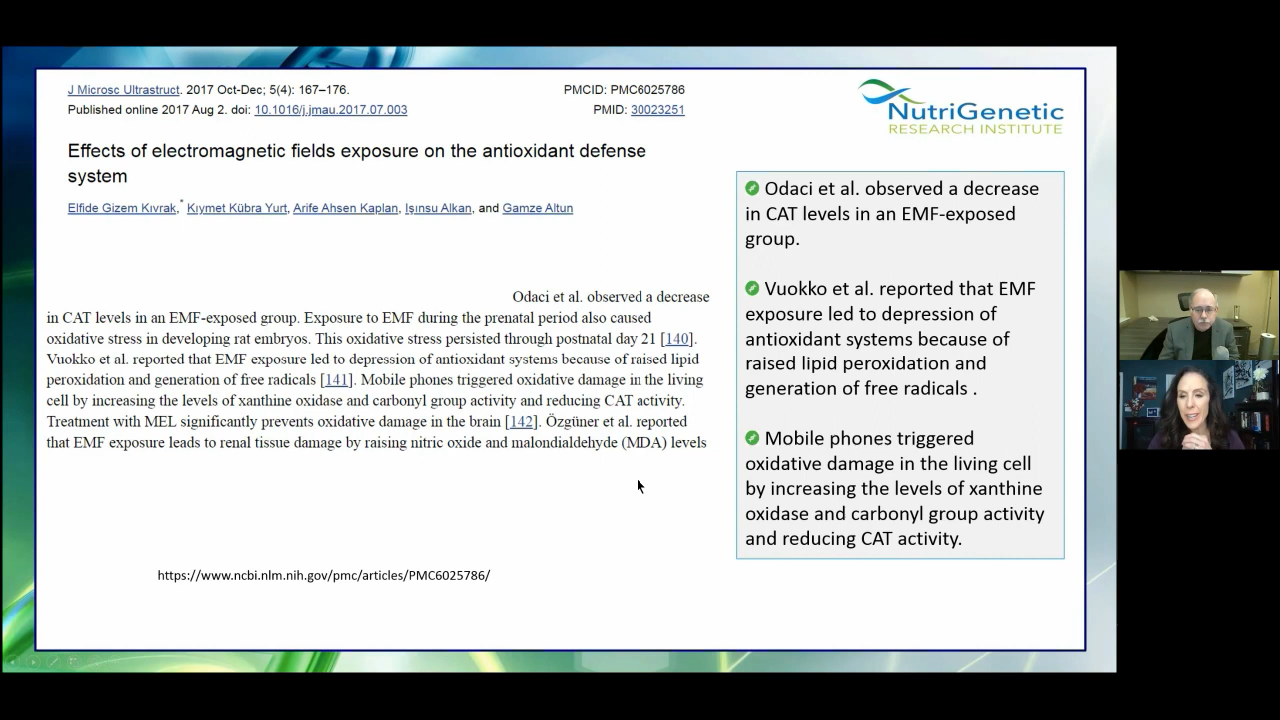 J Microsc Ultrastruct. 2017 Oct-Dec; 5(4): 167–176.
PMCID: PMC6025786
Published online 2017 Aug 2. doi: 10.1016/j.jmau.2017.07.003
PMID: 30023251
Effects of electromagnetic fields exposure on the antioxidant defense
system
Elfide Gizem Kıvrak,* Kıymet Kübra Yurt, Arife Ahsen Kaplan, Işınsu Alkan, and Gamze Altun
Odaci et al. observed a decrease
in CAT levels in an EMF-exposed group. Exposure to EMF during the prenatal period also caused
oxidative stress in developing rat embryos. This oxidative stress persisted through postnatal day 21 [140].
Vuokko et al. reported that EMF exposure led to depression of antioxidant systems because of raised lipid
peroxidation and generation of free radicals [141]. Mobile phones triggered oxidative damage in the living
cell by increasing the levels of xanthine oxidase and carbonyl group activity and reducing CAT activity.
Treatment with MEL significantly prevents oxidative damage in the brain [142]. Özgüner et al. reported
that EMF exposure leads to renal tissue damage by raising nitric oxide and malondialdehyde (MDA) levels
https://www.ncbi.nlm.nih.gov/pmc/articles/PMC6025786/
NutriGenetic
RESEARCH INSTITUTE
Odaci et al. observed a decrease
in CAT levels in an EMF-exposed
group.
Vuokko et al. reported that EMF
exposure led to depression of
antioxidant systems because of
raised lipid peroxidation and
generation of free radicals .
Mobile phones triggered
oxidative damage in the living cell
by increasing the levels of xanthine
oxidase and carbonyl group activity
and reducing CAT activity.